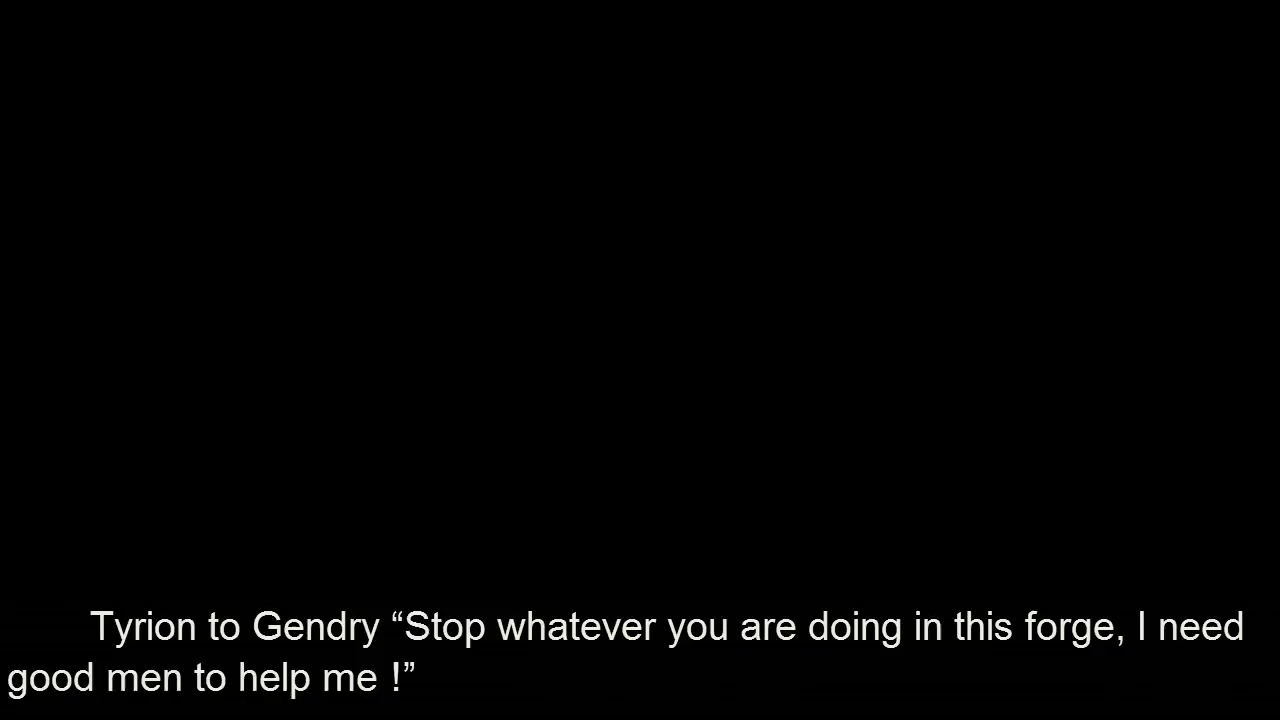 Tyrion to Gendry “Stop whatever you are doing in this forge, I need
good men to help me !”